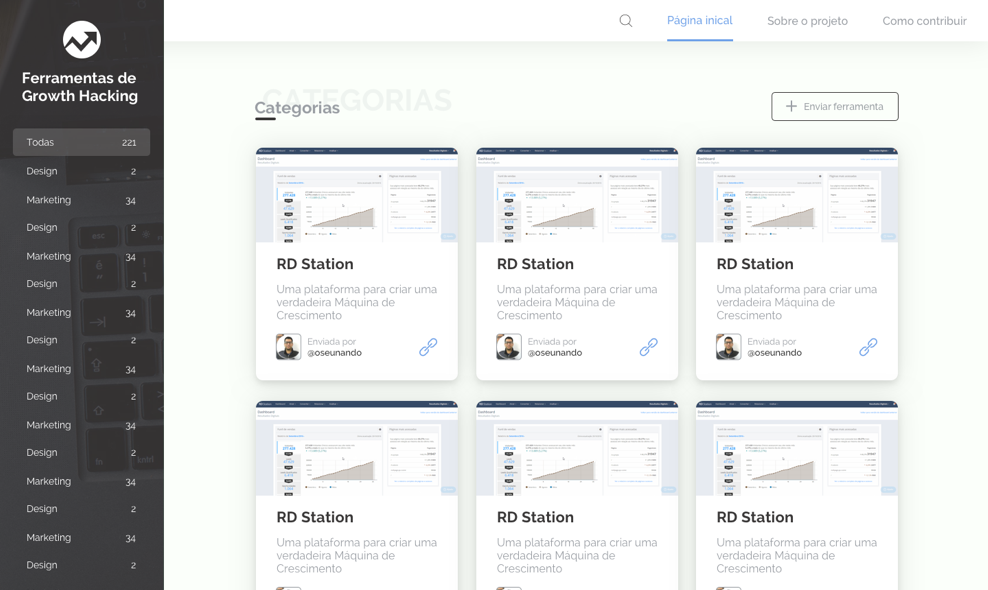 Ferramentas de
Growth Hacking
Todas 221
Design 2
Marketing 34
Design 2
Marketing 34
Design 2
Marketing 34
Design 2
Marketing 34
Design 2
Marketing 34
Design 2
Marketing 34
Design 2
Marketing 34
Design 2
Página inical
Sobre o projeto
Como contribuir
CATEGORIAS
Categorias
Enviar ferramenta
RD Station
Uma plataforma para criar uma
verdadeira Máquina de
Crescimento
Enviada por
@oseunando
RD Station
Uma plataforma para criar uma
verdadeira Máquina de
Crescimento
Enviada por
@oseunando
RD Station
Uma plataforma para criar uma
verdadeira Máquina de
Crescimento
Enviada por
@oseunando
RD Station
Uma plataforma para criar uma
verdadeira Máquina de
Crescimento
RD Station
Uma plataforma para criar uma
verdadeira Máquina de
Crescimento
RD Station
Uma plataforma para criar uma
verdadeira Máquina de
Crescimento